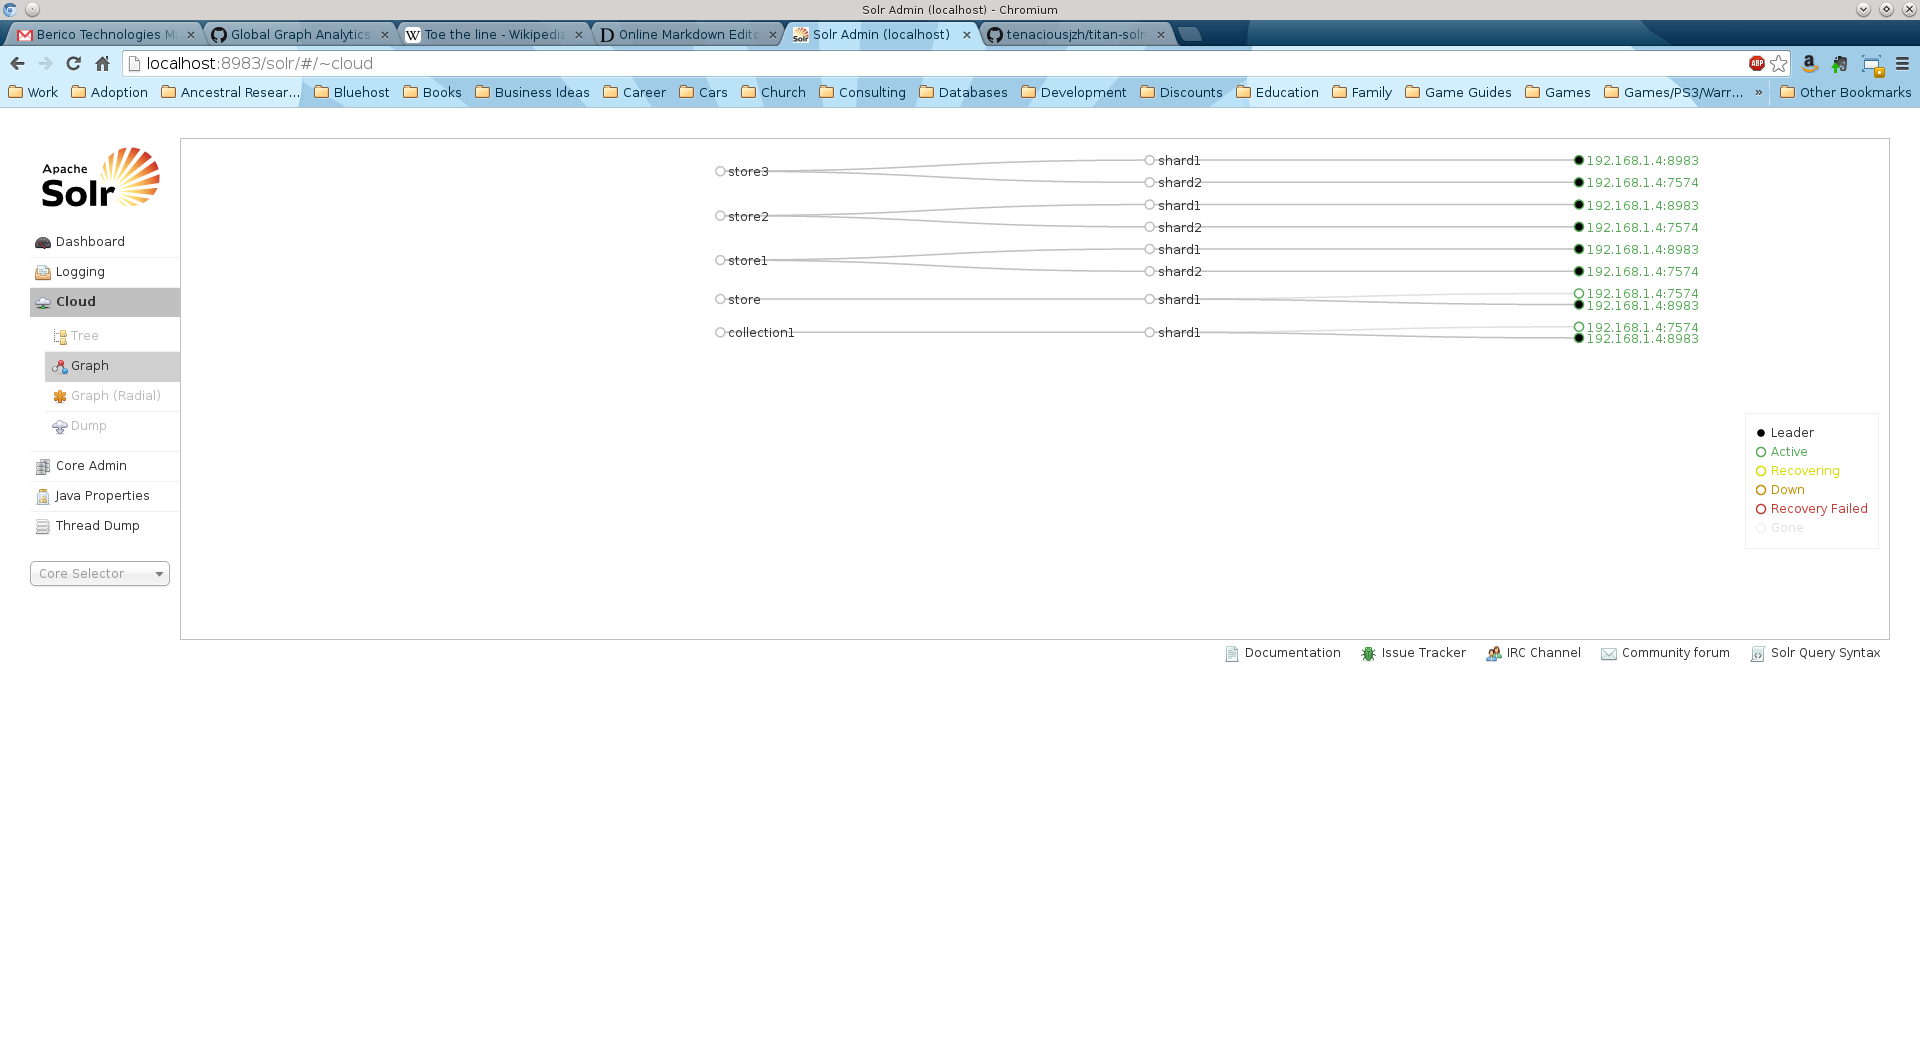 Solr Admin (localhost) - Chromium
Berico Technologies M
Global Graph Analytics
Toe the line - Wikipedia
Online Markdown Edito
Solr Admin (localhost)
tenaciousjzh/titan-solr
localhost:8983/solr/#/~cloud
ABP
Work
Adoption
Ancestral Resear...
Bluehost
Books
Business Ideas
Career
Cars
Church
Consulting
Databases
Development
Discounts
Education
Family
Game Guides
Games
Games/PS3/Warr...
»
Other Bookmarks
Apache
Solr
Dashboard
Logging
Cloud
Tree
Graph
Graph (Radial)
Dump
Core Admin
Java Properties
Thread Dump
Core Selector
store3
shard1
192.168.1.4:8983
shard2
192.168.1.4:7574
store2
shard1
192.168.1.4:8983
shard2
192.168.1.4:7574
store1
shard1
192.168.1.4:8983
shard2
192.168.1.4:7574
store
shard1
192.168.1.4:7574
192.168.1.4:8983
collection1
shard1
192.168.1.4:7574
192.168.1.4:8983
Leader
Active
Recovering
Down
Recovery Failed
Gone
Documentation
Issue Tracker
IRC Channel
Community forum
Solr Query Syntax